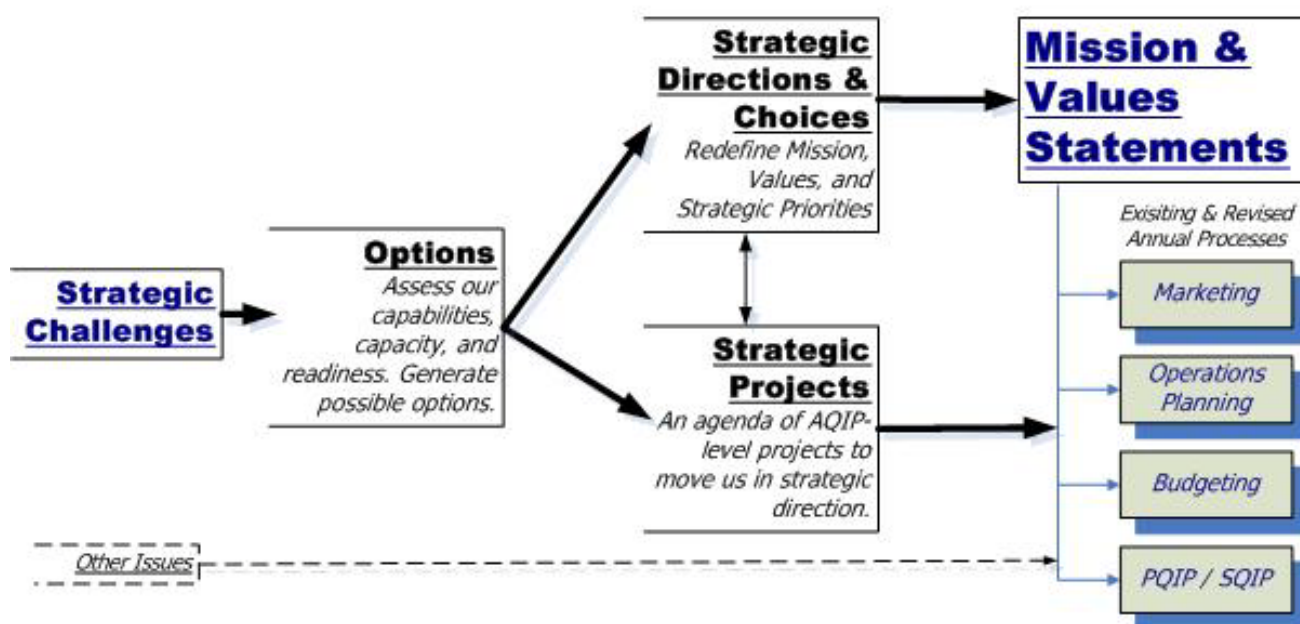 Strategic
Challenges
Options
Assess our
capabilities,
capacity, and
readiness. Generate
possible options.
Strategic
Directions &
Choices
Redefine Mission,
Values, and
Strategic Priorities
Strategic
Projects
An agenda of AQIP-
level projects to
move us in strategic
direction.
Mission &
Values
Statements
Exisiting & Revised
Annual Processes
Marketing
Operations
Planning
Budgeting
PQIP / SQIP
Other Issues